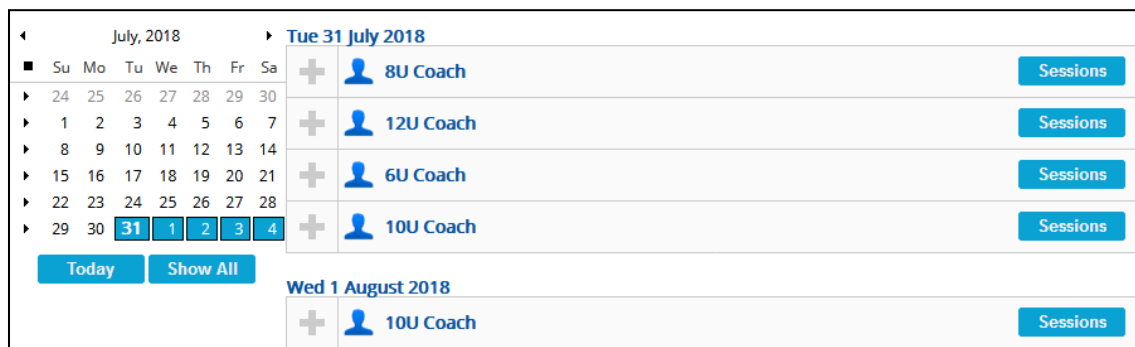 July, 2018
Su Mo Tu We Th Fr Sa
24 25 26 27 28 29 30
1 2 3 4 5 6 7
8 9 10 11 12 13 14
15 16 17 18 19 20 21
22 23 24 25 26 27 28
29 30 31 1 2 3 4
Today Show All
Tue 31 July 2018
8U Coach Sessions
12U Coach Sessions
6U Coach Sessions
10U Coach Sessions
Wed 1 August 2018
10U Coach Sessions